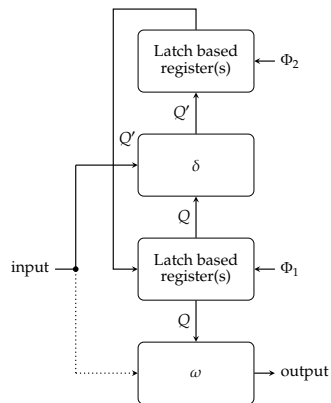 Latch based
register(s)
Φ₂
Q′
Q′
δ
Q
input
Latch based
register(s)
Φ₁
Q
ω
output